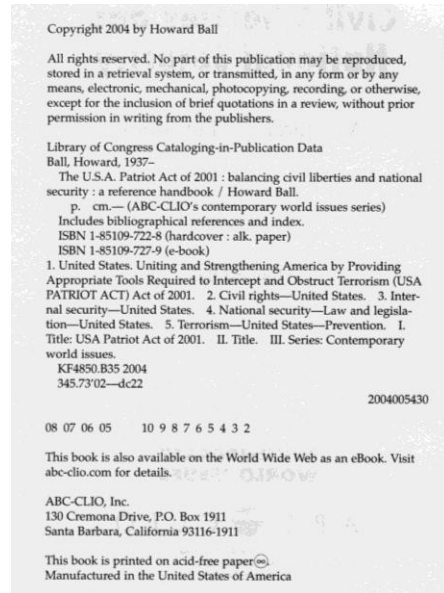 Copyright 2004 by Howard Ball
All rights reserved. No part of this publication may be reproduced,
stored in a retrieval system, or transmitted, in any form or by any
means, electronic, mechanical, photocopying, recording, or otherwise,
except for the inclusion of brief quotations in a review, without prior
permission in writing from the publishers.
Library of Congress Cataloging-in-Publication Data
Ball, Howard, 1937–
The U.S.A. Patriot Act of 2001 : balancing civil liberties and national
security : a reference handbook / Howard Ball.
p. cm.— (ABC-CLIO's contemporary world issues series)
Includes bibliographical references and index.
ISBN 1-85109-722-8 (hardcover : alk. paper)
ISBN 1-85109-727-9 (e-book)
1. United States. Uniting and Strengthening America by Providing
Appropriate Tools Required to Intercept and Obstruct Terrorism (USA
PATRIOT ACT) Act of 2001. 2. Civil rights—United States. 3. Inter-
nal security—United States. 4. National security—Law and legisla-
tion—United States. 5. Terrorism—United States—Prevention. I.
Title: USA Patriot Act of 2001. II. Title. III. Series: Contemporary
world issues.
KF4850.B35 2004
345.73'02—dc22
2004005430
08 07 06 05 10 9 8 7 6 5 4 3 2
This book is also available on the World Wide Web as an eBook. Visit
abc-clio.com for details.
ABC-CLIO, Inc.
130 Cremona Drive, P.O. Box 1911
Santa Barbara, California 93116-1911
This book is printed on acid-free paper ♾.
Manufactured in the United States of America